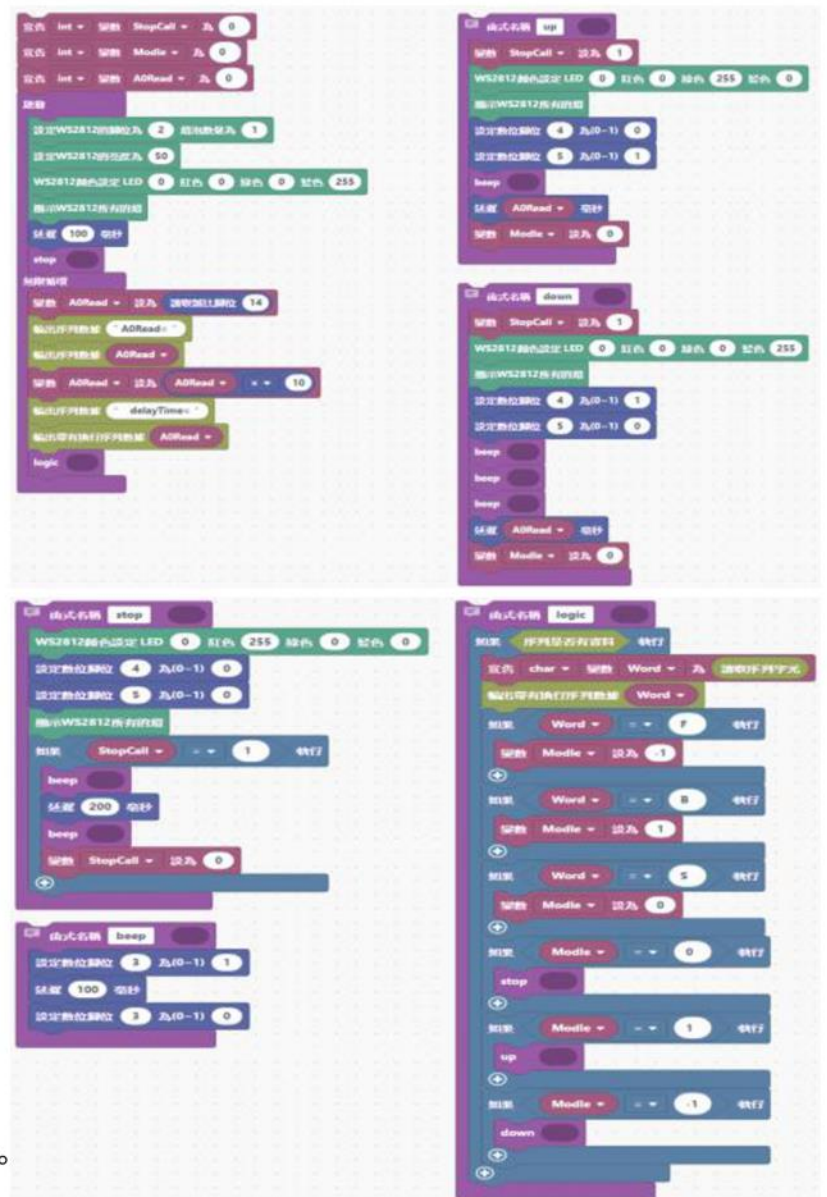 宣告 int 變數 StopCall 為 0
宣告 int 變數 Modle 為 0
宣告 int 變數 A0Read 為 0
啟動
設定WS2812的腳位為 2 燈泡數量為 1
設定WS2812的亮度為 50
WS2812顏色設定 LED 0 紅色 0 綠色 0 藍色 255
顯示WS2812所有的燈
延遲 100 毫秒
stop
無限循環
變數 A0Read 設為 讀取類比腳位 14
輸出序列數據 " A0Read= "
輸出序列數據 A0Read
變數 A0Read 設為 A0Read × 10
輸出序列數據 " delayTime= "
輸出帶有換行序列數據 A0Read
logic
函式名稱 up
變數 StopCall 設為 1
WS2812顏色設定 LED 0 紅色 0 綠色 255 藍色 0
顯示WS2812所有的燈
設定數位腳位 4 為(0~1) 0
設定數位腳位 5 為(0~1) 1
beep
延遲 A0Read 毫秒
變數 Modle 設為 0
函式名稱 down
變數 StopCall 設為 1
WS2812顏色設定 LED 0 紅色 0 綠色 0 藍色 255
顯示WS2812所有的燈
設定數位腳位 4 為(0~1) 1
設定數位腳位 5 為(0~1) 0
beep
beep
beep
延遲 A0Read 毫秒
變數 Modle 設為 0
函式名稱 stop
WS2812顏色設定 LED 0 紅色 255 綠色 0 藍色 0
設定數位腳位 4 為(0~1) 0
設定數位腳位 5 為(0~1) 0
顯示WS2812所有的燈
如果 StopCall = 1 執行
beep
延遲 200 毫秒
beep
變數 StopCall 設為 0
函式名稱 beep
設定數位腳位 3 為(0~1) 1
延遲 100 毫秒
設定數位腳位 3 為(0~1) 0
函式名稱 logic
如果 序列是否有資料 執行
宣告 char 變數 Word 為 讀取序列字元
輸出帶有換行序列數據 Word
如果 Word = F 執行
變數 Modle 設為 -1
如果 Word = B 執行
變數 Modle 設為 1
如果 Word = S 執行
變數 Modle 設為 0
如果 Modle = 0 執行
stop
如果 Modle = 1 執行
up
如果 Modle = -1 執行
down
。